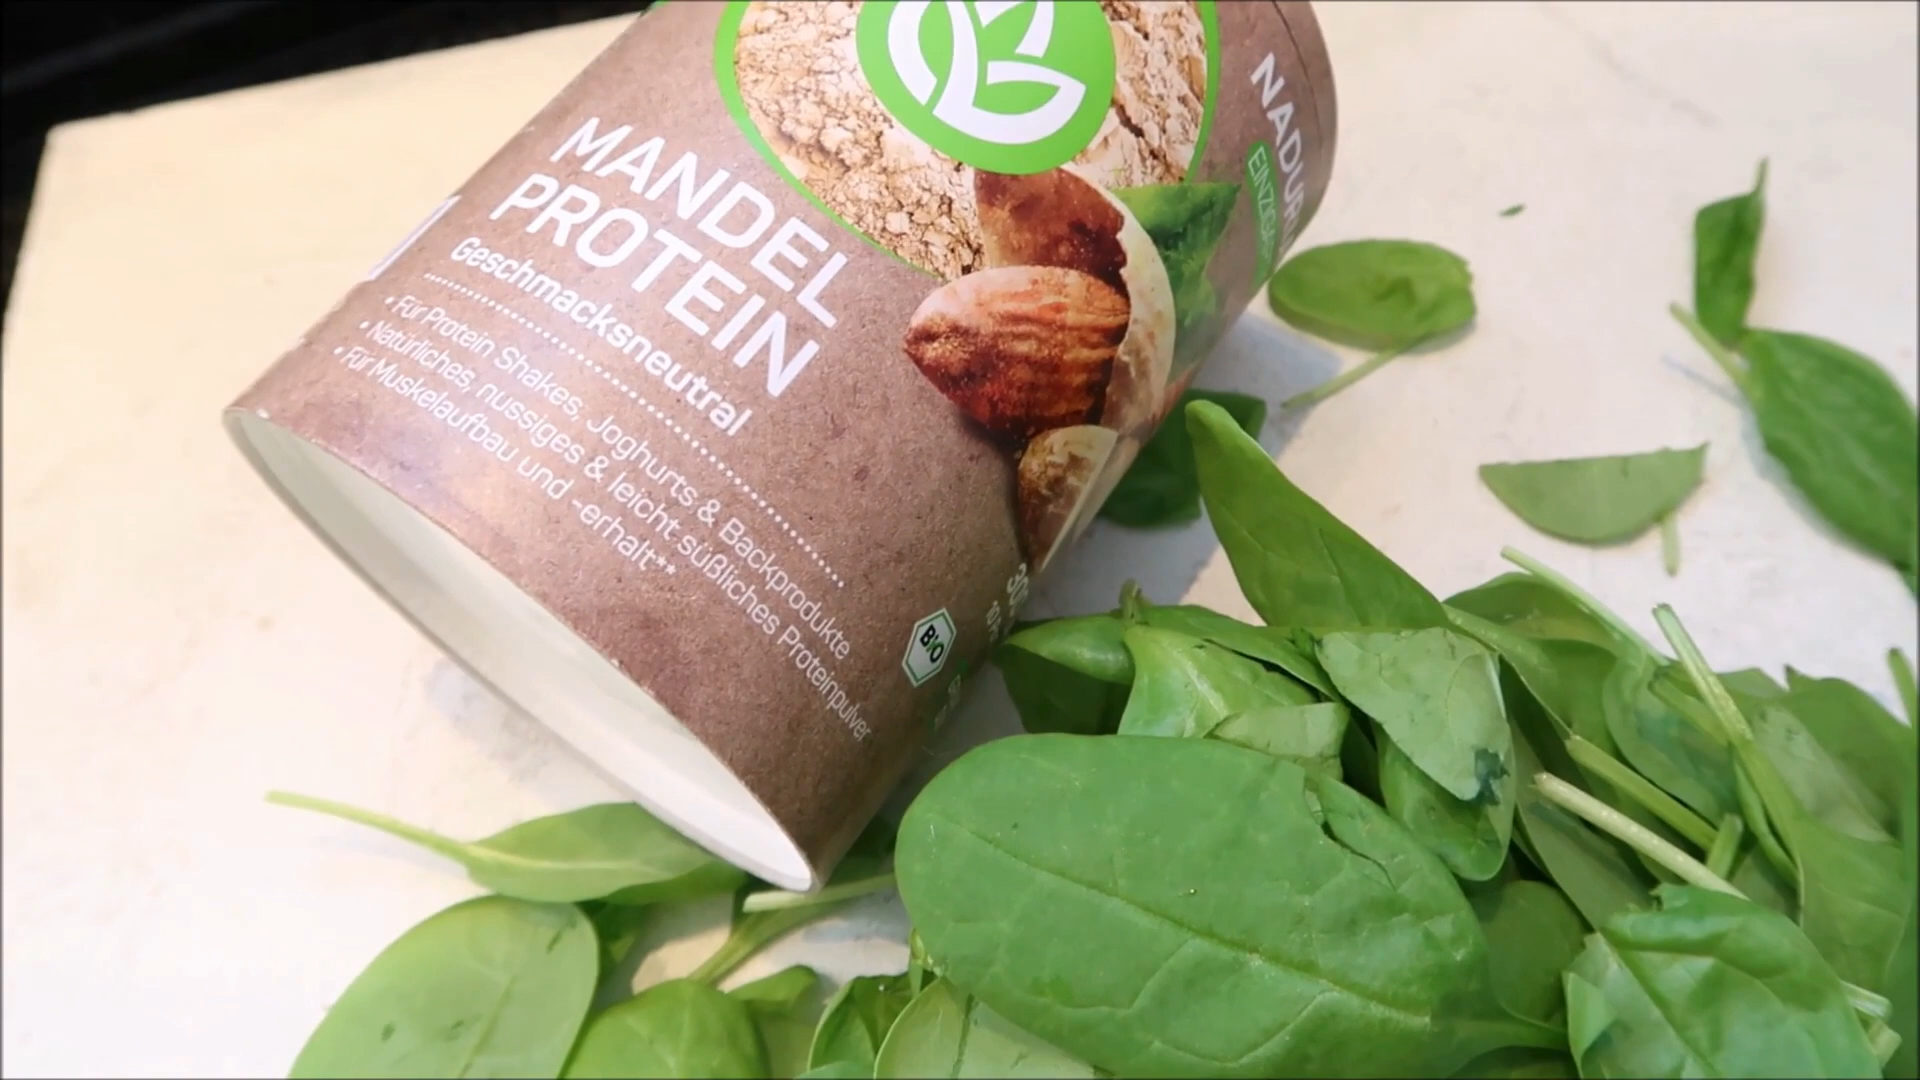 MANDEL
PROTEIN
Geschmacksneutral
• Für Protein Shakes, Joghurts & Backprodukte
• Natürliches, nussiges & leicht süßliches Proteinpulver
• Für Muskelaufbau und -erhalt**
BIO